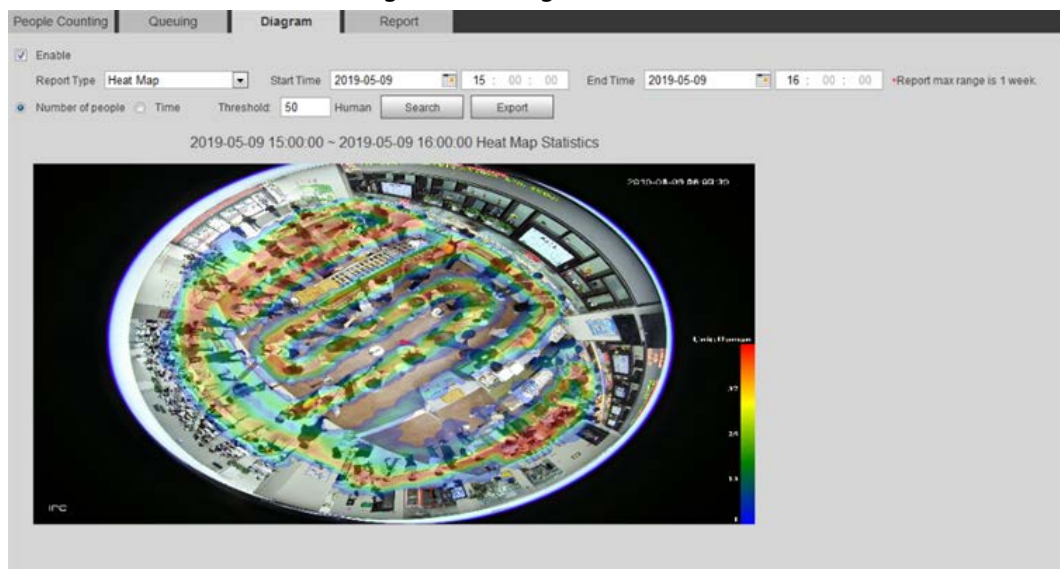 People Counting Queuing Diagram Report
Enable
Report Type Heat Map Start Time 2019-05-09 15 : 00 : 00 End Time 2019-05-09 16 : 00 : 00 *Report max range is 1 week.
Number of people Time Threshold: 50 Human Search Export
2019-05-09 15:00:00 ~ 2019-05-09 16:00:00 Heat Map Statistics
Unit:Human
1
IPC